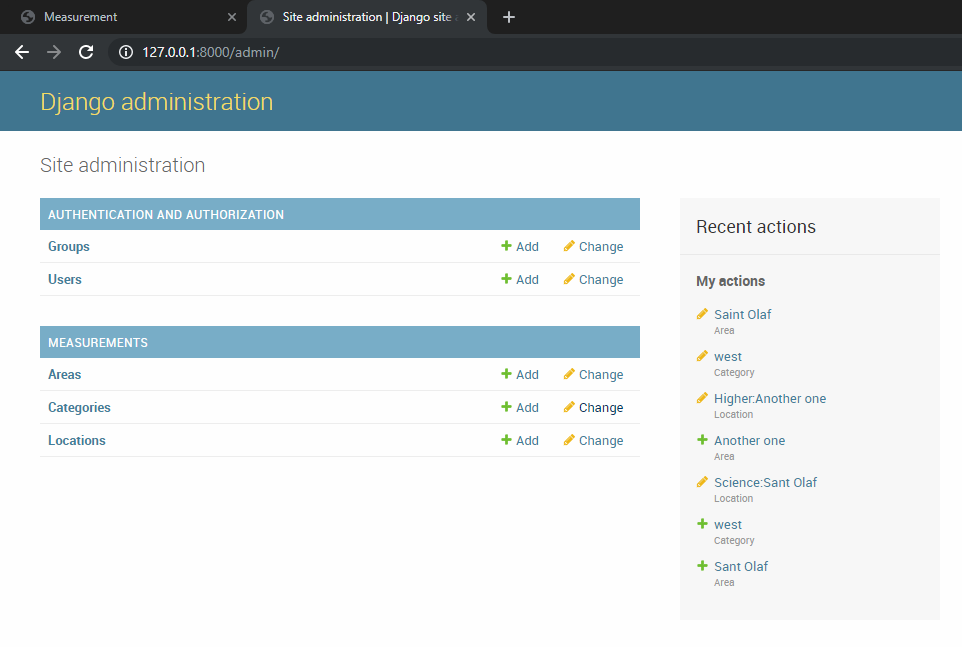 Measurement
Site administration | Django site
127.0.0.1:8000/admin/
Django administration
Site administration
AUTHENTICATION AND AUTHORIZATION
Groups Add Change
Users Add Change
MEASUREMENTS
Areas Add Change
Categories Add Change
Locations Add Change
Recent actions
My actions
Saint Olaf
Area
west
Category
Higher:Another one
Location
Another one
Area
Science:Sant Olaf
Location
west
Category
Sant Olaf
Area